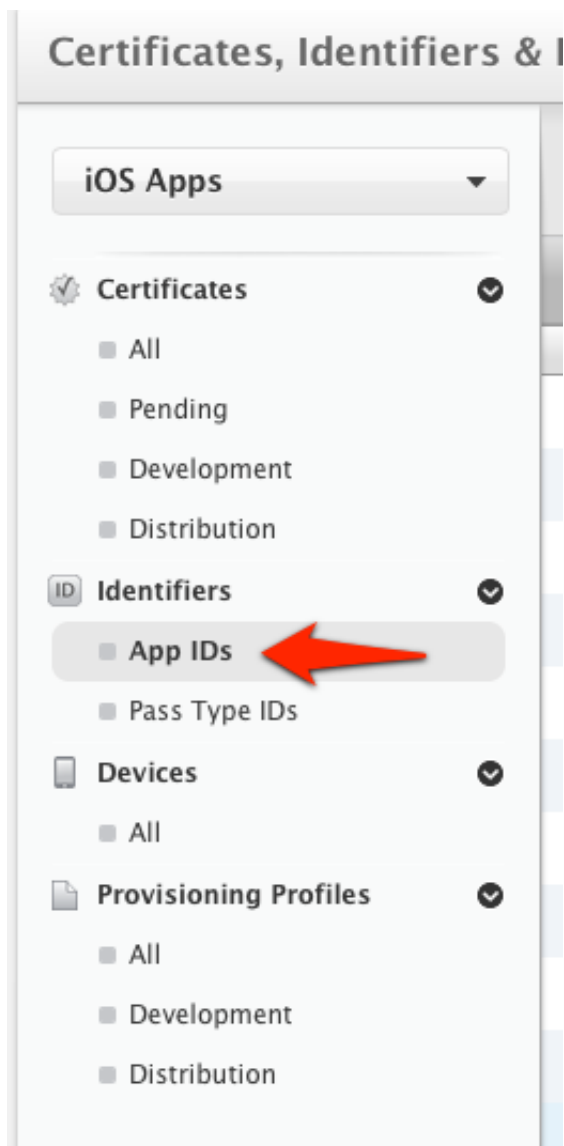 Certificates, Identifiers &
iOS Apps
Certificates
All
Pending
Development
Distribution
ID Identifiers
App IDs
Pass Type IDs
Devices
All
Provisioning Profiles
All
Development
Distribution